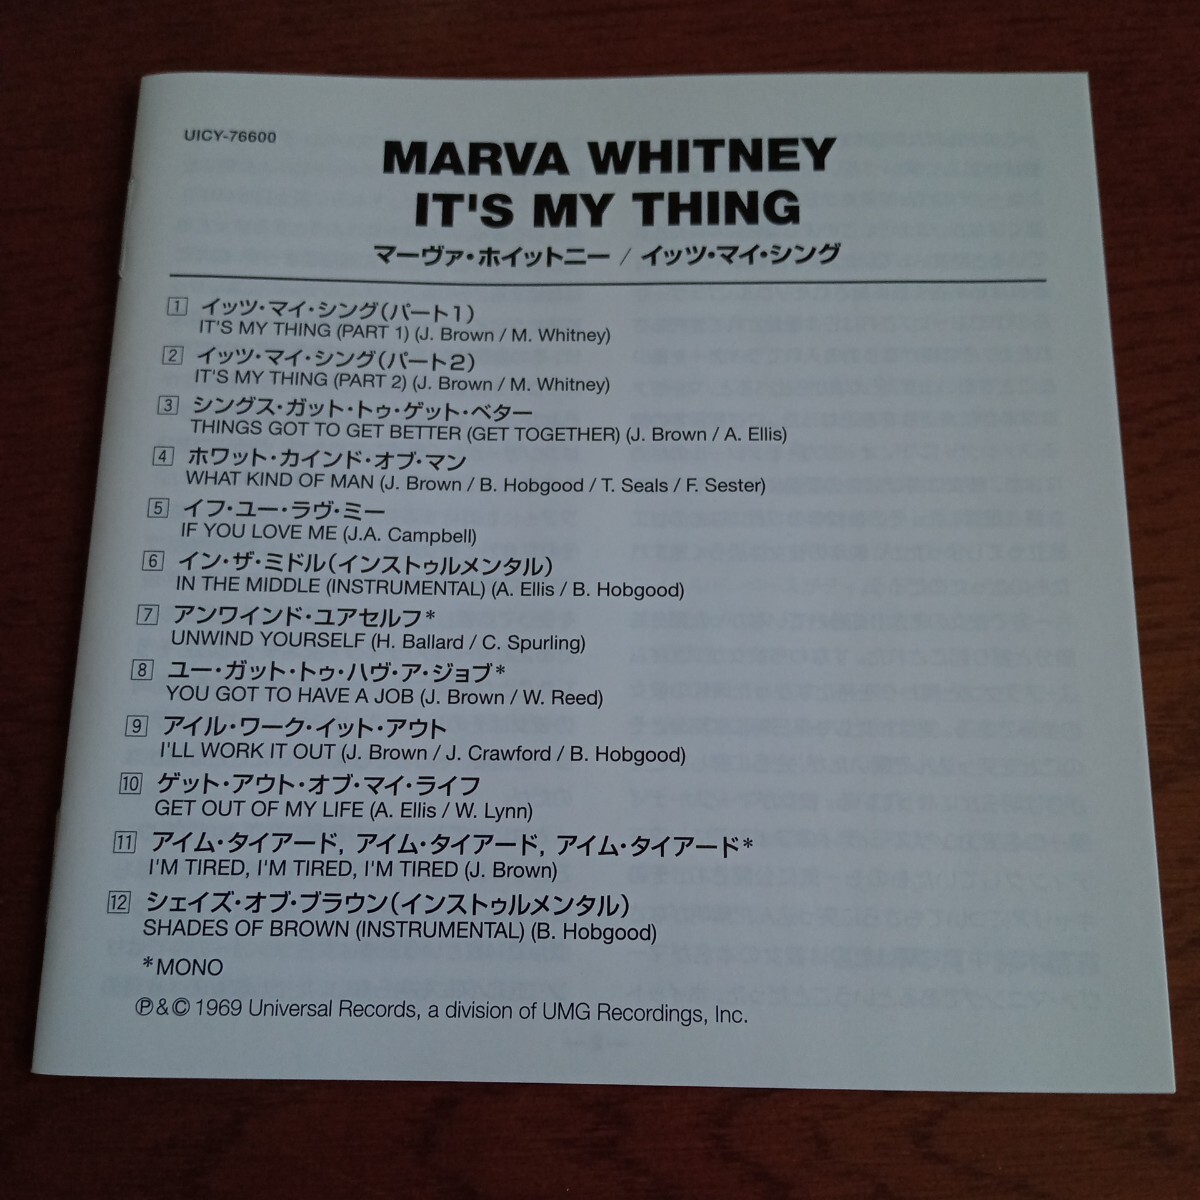 UICY-76600
MARVA WHITNEY
IT'S MY THING
マーヴァ・ホイットニー / イッツ・マイ・シング
1 イッツ・マイ・シング(パート1)
IT'S MY THING (PART 1) (J. Brown / M. Whitney)
2 イッツ・マイ・シング(パート2)
IT'S MY THING (PART 2) (J. Brown / M. Whitney)
3 シングス・ガット・トゥ・ゲット・ベター
THINGS GOT TO GET BETTER (GET TOGETHER) (J. Brown / A. Ellis)
4 ホワット・カインド・オブ・マン
WHAT KIND OF MAN (J. Brown / B. Hobgood / T. Seals / F. Sester)
5 イフ・ユー・ラヴ・ミー
IF YOU LOVE ME (J.A. Campbell)
6 イン・ザ・ミドル(インストゥルメンタル)
IN THE MIDDLE (INSTRUMENTAL) (A. Ellis / B. Hobgood)
7 アンワインド・ユアセルフ*
UNWIND YOURSELF (H. Ballard / C. Spurling)
8 ユー・ガット・トゥ・ハヴ・ア・ジョブ*
YOU GOT TO HAVE A JOB (J. Brown / W. Reed)
9 アイル・ワーク・イット・アウト
I'LL WORK IT OUT (J. Brown / J. Crawford / B. Hobgood)
10 ゲット・アウト・オブ・マイ・ライフ
GET OUT OF MY LIFE (A. Ellis / W. Lynn)
11 アイム・タイアード, アイム・タイアード, アイム・タイアード*
I'M TIRED, I'M TIRED, I'M TIRED (J. Brown)
12 シェイズ・オブ・ブラウン(インストゥルメンタル)
SHADES OF BROWN (INSTRUMENTAL) (B. Hobgood)
*MONO
℗&© 1969 Universal Records, a division of UMG Recordings, Inc.